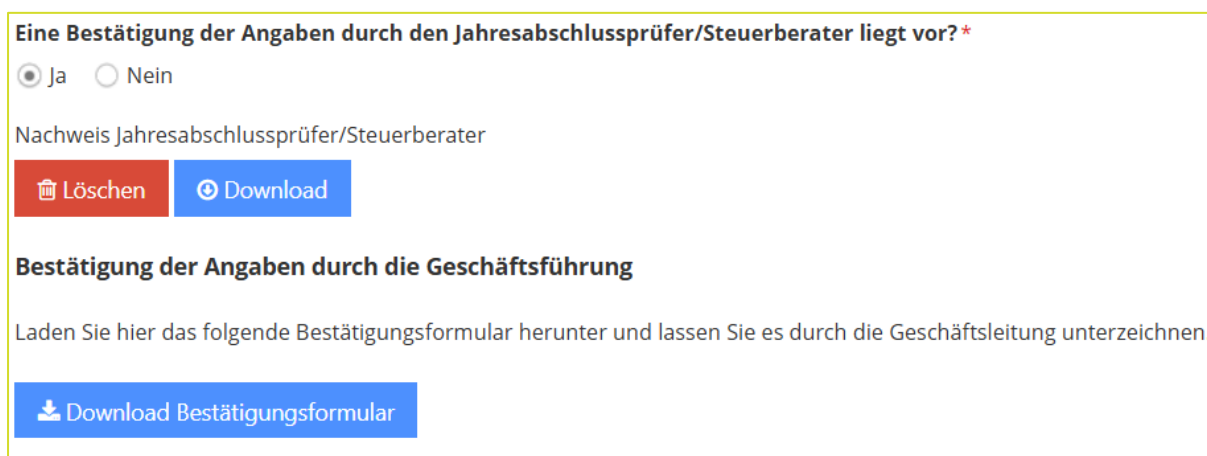 Eine Bestätigung der Angaben durch den Jahresabschlussprüfer/Steuerberater liegt vor?*
Ja Nein
Nachweis Jahresabschlussprüfer/Steuerberater
Löschen Download
Bestätigung der Angaben durch die Geschäftsführung
Laden Sie hier das folgende Bestätigungsformular herunter und lassen Sie es durch die Geschäftsleitung unterzeichnen
Download Bestätigungsformular